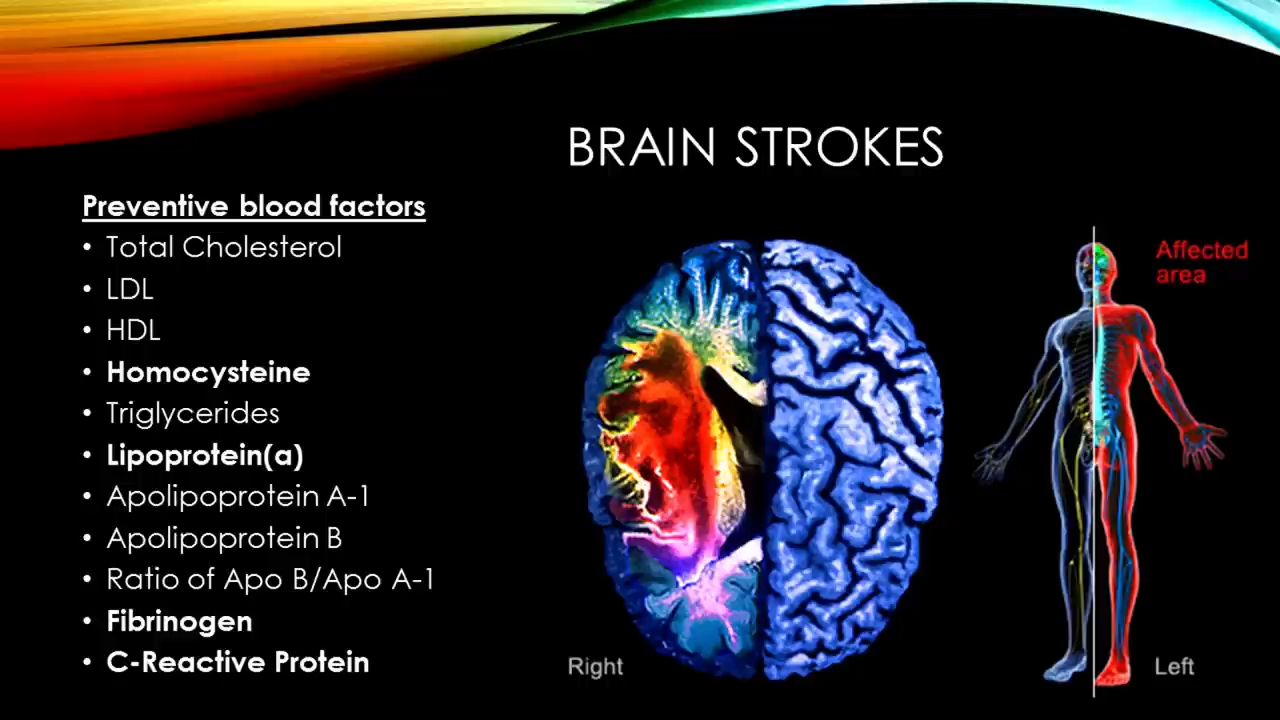 BRAIN STROKES
Preventive blood factors
• Total Cholesterol
• LDL
• HDL
• Homocysteine
• Triglycerides
• Lipoprotein(a)
• Apolipoprotein A-1
• Apolipoprotein B
• Ratio of Apo B/Apo A-1
• Fibrinogen
• C-Reactive Protein
Affected
area
Right
Left